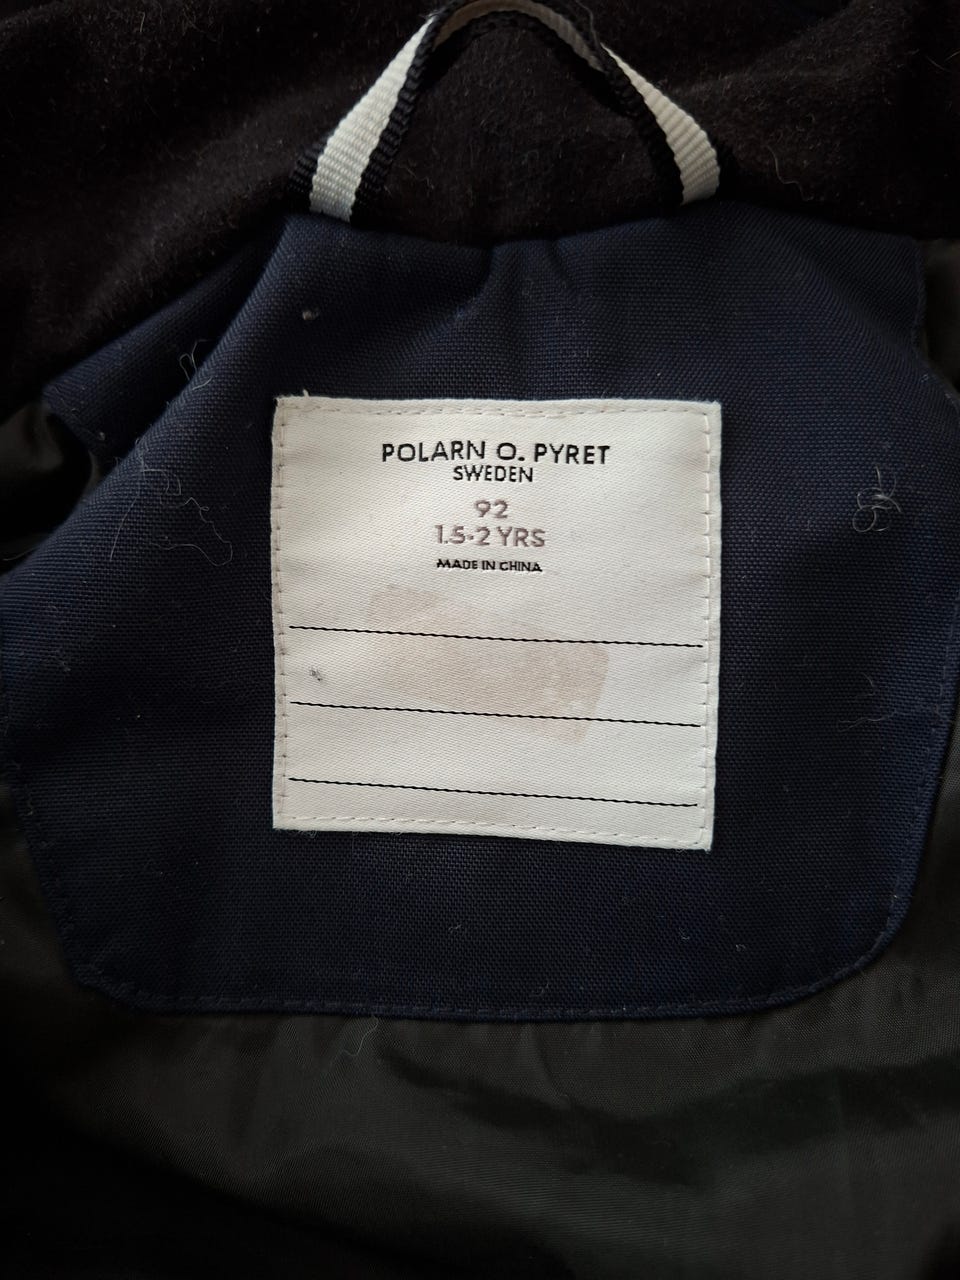 POLARN O. PYRET
SWEDEN
92
1.5-2 YRS
MADE IN CHINA